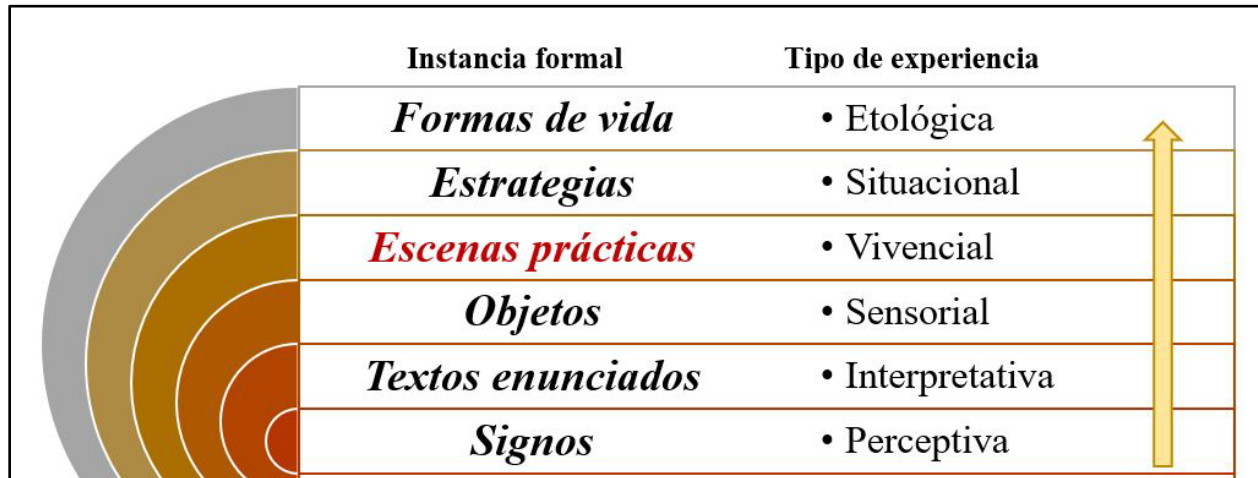 Instancia formal Tipo de experiencia
Formas de vida • Etológica
Estrategias • Situacional
Escenas prácticas • Vivencial
Objetos • Sensorial
Textos enunciados • Interpretativa
Signos • Perceptiva